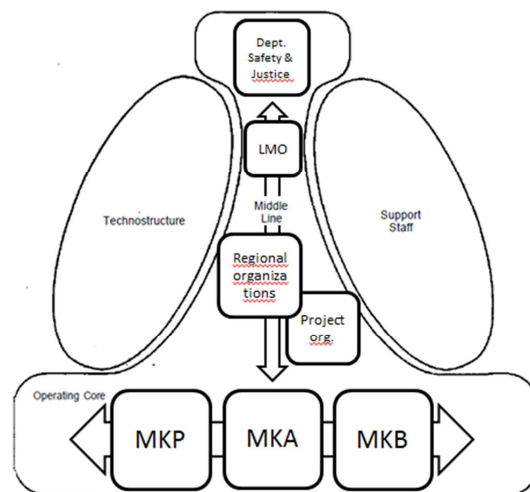 Dept.
Safety &
Justice
LMO
Middle
Line
Technostructure
Support
Staff
Regional
organiza
tions
Project
org.
Operating Core
MKP
MKA
MKB